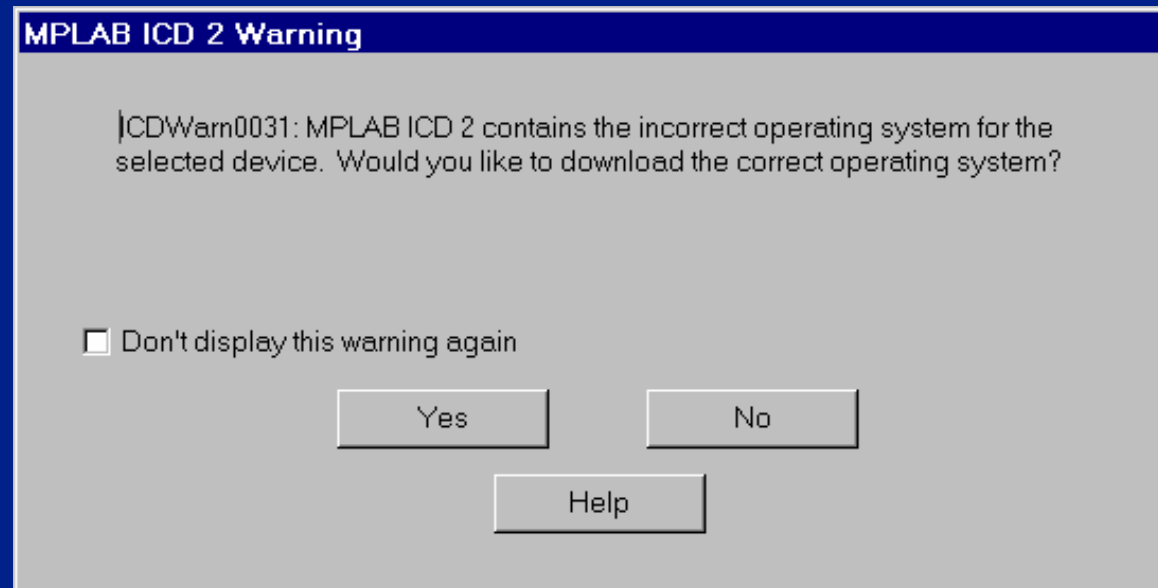 MPLAB ICD 2 Warning
ICDWarn0031: MPLAB ICD 2 contains the incorrect operating system for the
selected device. Would you like to download the correct operating system?
Don't display this warning again
Yes No
Help